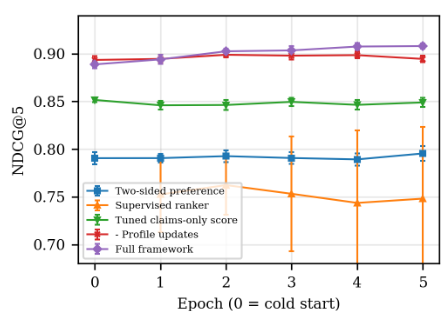 0.90
0.85
0.80
0.75
0.70
NDCG@5
Two-sided preference
Supervised ranker
Tuned claims-only score
- Profile updates
Full framework
0 1 2 3 4 5
Epoch (0 = cold start)